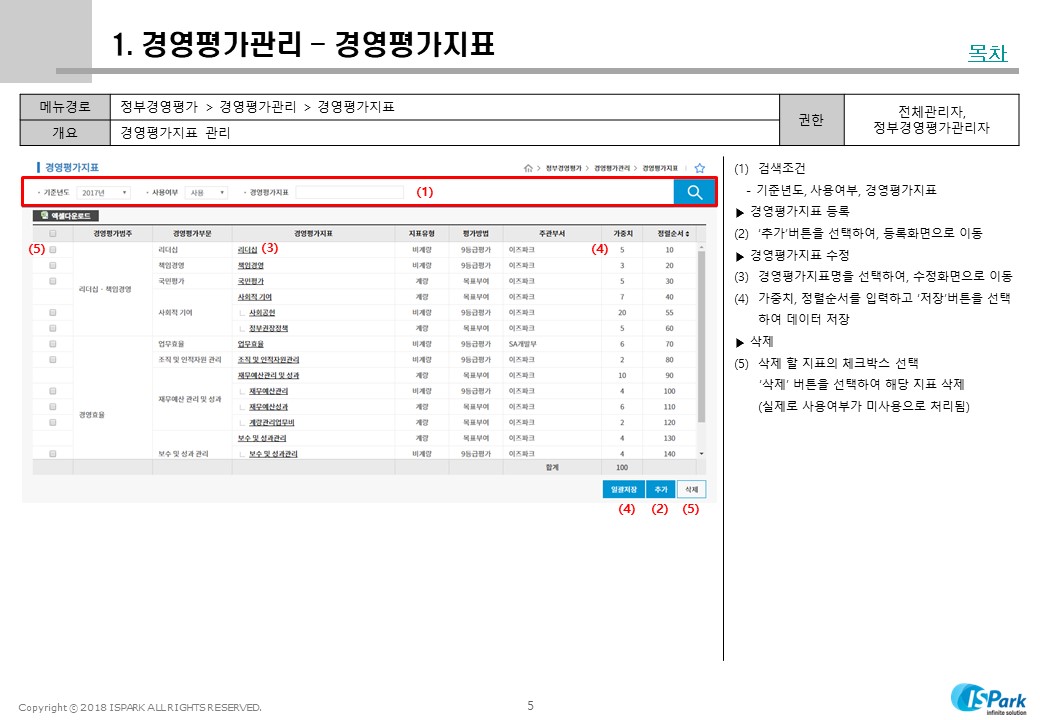 1. 경영평가관리 – 경영평가지표
목차
메뉴경로 정부경영평가 > 경영평가관리 > 경영평가지표 권한 전체관리자,
정부경영평가관리자
개요 경영평가지표 관리
경영평가지표
정부경영평가 > 경영평가관리 > 경영평가지표
· 기준년도 2017년 · 사용여부 사용 · 경영평가지표 (1)
엑셀다운로드
경영평가범주 경영평가부문 경영평가지표 지표유형 평가방법 주관부서 가중치 정렬순서
(5) 리더십 리더십 (3) 비계량 9등급평가 이즈파크 (4) 5 10
책임경영 책임경영 비계량 9등급평가 이즈파크 3 20
리더십 · 책임경영 국민평가 국민평가 계량 목표부여 이즈파크 5 30
사회적 기여 계량 목표부여 이즈파크 7 40
사회적 기여 사회공헌 비계량 9등급평가 이즈파크 20 55
정부권장정책 계량 목표부여 이즈파크 5 60
업무효율 업무효율 계량 목표부여 SA개발부 6 70
조직 및 인적자원 관리 조직 및 인적자원관리 비계량 9등급평가 이즈파크 2 80
재무예산관리 및 성과 계량 목표부여 이즈파크 10 90
재무예산 관리 및 성과 재무예산관리 비계량 9등급평가 이즈파크 4 100
경영효율 재무예산성과 계량 목표부여 이즈파크 6 110
계량관리업무비 계량 목표부여 이즈파크 2 120
보수 및 성과관리 계량 목표부여 이즈파크 4 130
보수 및 성과 관리 보수 및 성과관리 비계량 9등급평가 이즈파크 4 140
합계 100
일괄저장 추가 삭제
(4) (2) (5)
(1) 검색조건
- 기준년도, 사용여부, 경영평가지표
▶ 경영평가지표 등록
(2) ‘추가’버튼을 선택하여, 등록화면으로 이동
▶ 경영평가지표 수정
(3) 경영평가지표명을 선택하여, 수정화면으로 이동
(4) 가중치, 정렬순서를 입력하고 ‘저장’버튼을 선택
하여 데이터 저장
▶ 삭제
(5) 삭제 할 지표의 체크박스 선택
‘삭제’ 버튼을 선택하여 해당 지표 삭제
(실제로 사용여부가 미사용으로 처리됨)
Copyright ⓒ 2018 ISPARK ALL RIGHTS RESERVED.
5
ISPark
infinite solution